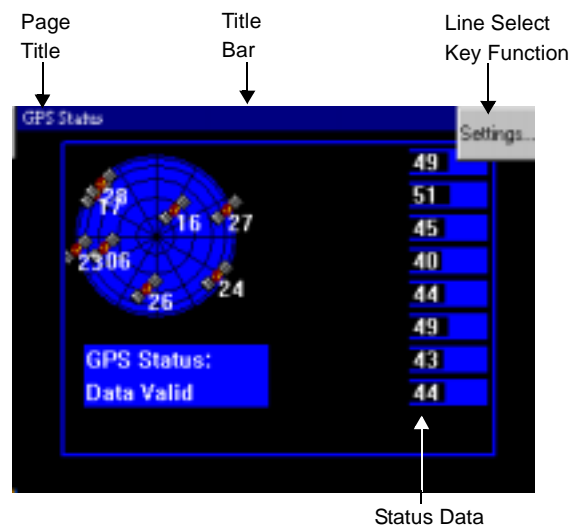 Page
Title
Title
Bar
Line Select
Key Function
GPS Status
Settings...
49
51
45
40
44
49
43
44
28
17
16
27
23
06
26
24
GPS Status:
Data Valid
Status Data